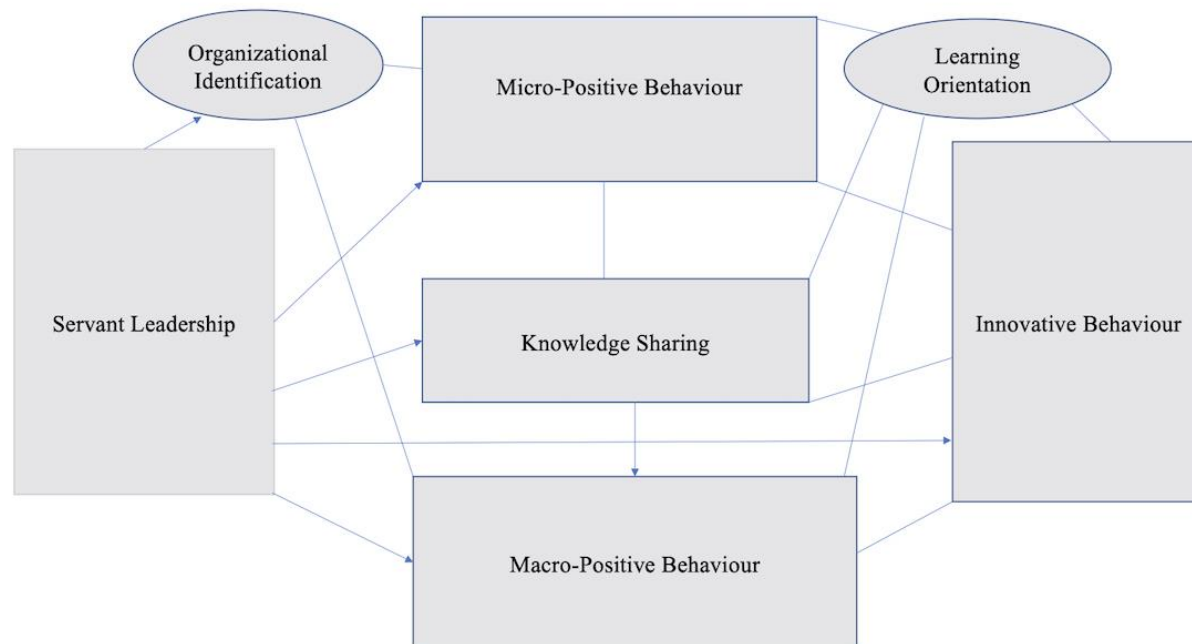 Organizational
Identification
Micro-Positive Behaviour
Learning
Orientation
Servant Leadership
Knowledge Sharing
Innovative Behaviour
Macro-Positive Behaviour